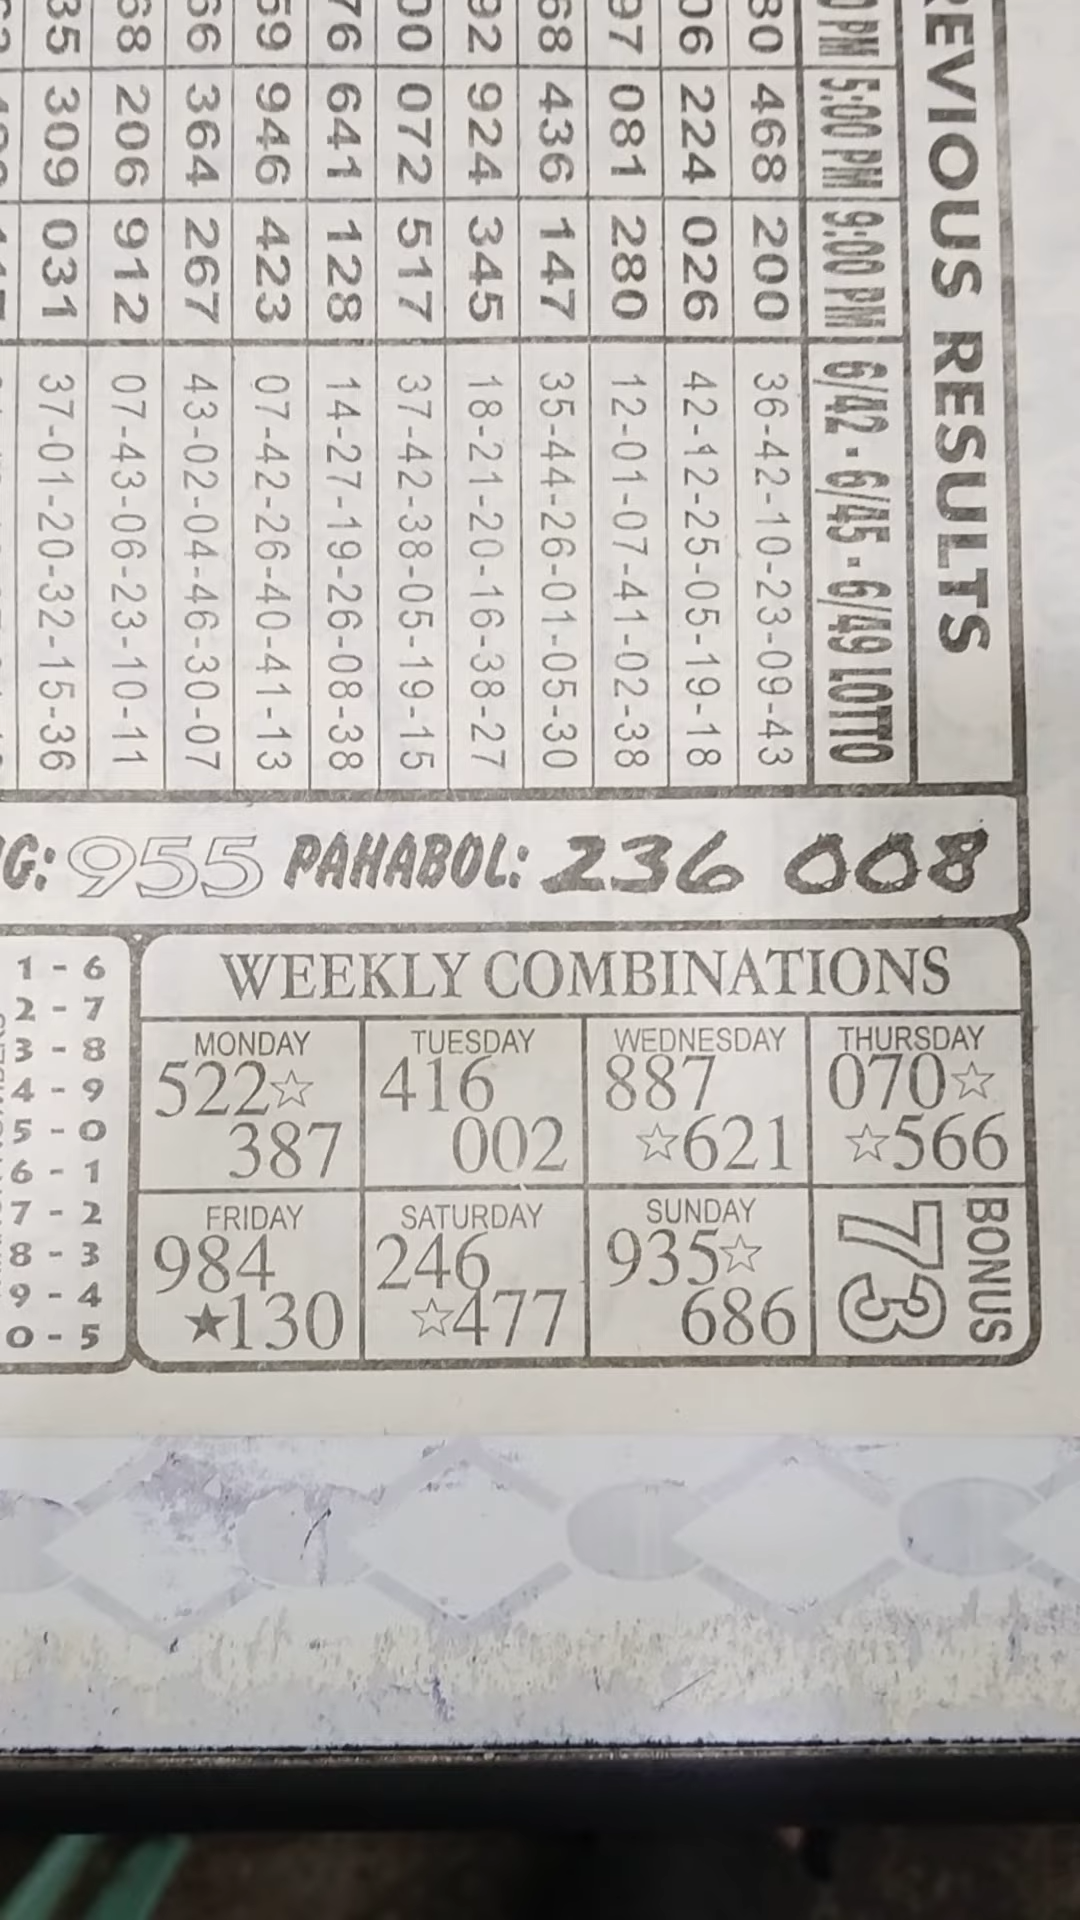 PREVIOUS RESULTS
PM 5:00 PM 9:00 PM 6/42 - 6/45 - 6/49 LOTTO
80 468 200 36-42-10-23-09-43
06 224 026 42-12-25-05-19-18
97 081 280 12-01-07-41-02-38
68 436 147 35-44-26-01-05-30
92 924 345 18-21-20-16-38-27
00 072 517 37-42-38-05-19-15
76 641 128 14-27-19-26-08-38
59 946 423 07-42-26-40-41-13
66 364 267 43-02-04-46-30-07
68 206 912 07-43-06-23-10-11
35 309 031 37-01-20-32-15-36
G: 955 PAHABOL: 236 008
1 - 6
2 - 7
3 - 8
4 - 9
5 - 0
6 - 1
7 - 2
8 - 3
9 - 4
0 - 5
WEEKLY COMBINATIONS
MONDAY
522☆
387
TUESDAY
416
002
WEDNESDAY
887
☆621
THURSDAY
070☆
☆566
FRIDAY
984
★130
SATURDAY
246
☆477
SUNDAY
935☆
686
BONUS
73